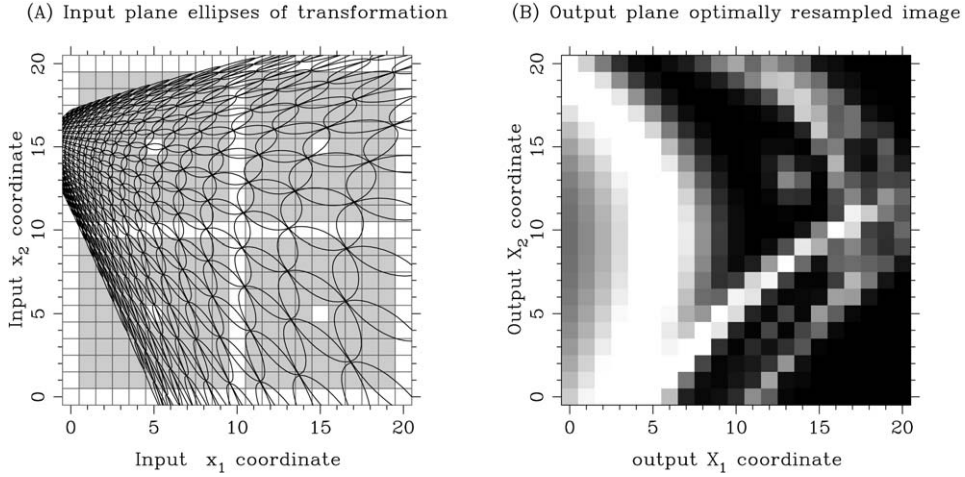 (A) Input plane ellipses of transformation
(B) Output plane optimally resampled image
20
15
10
5
0
Input x2 coordinate
0 5 10 15 20
Input x1 coordinate
20
15
10
5
0
Output X2 coordinate
0 5 10 15 20
output X1 coordinate